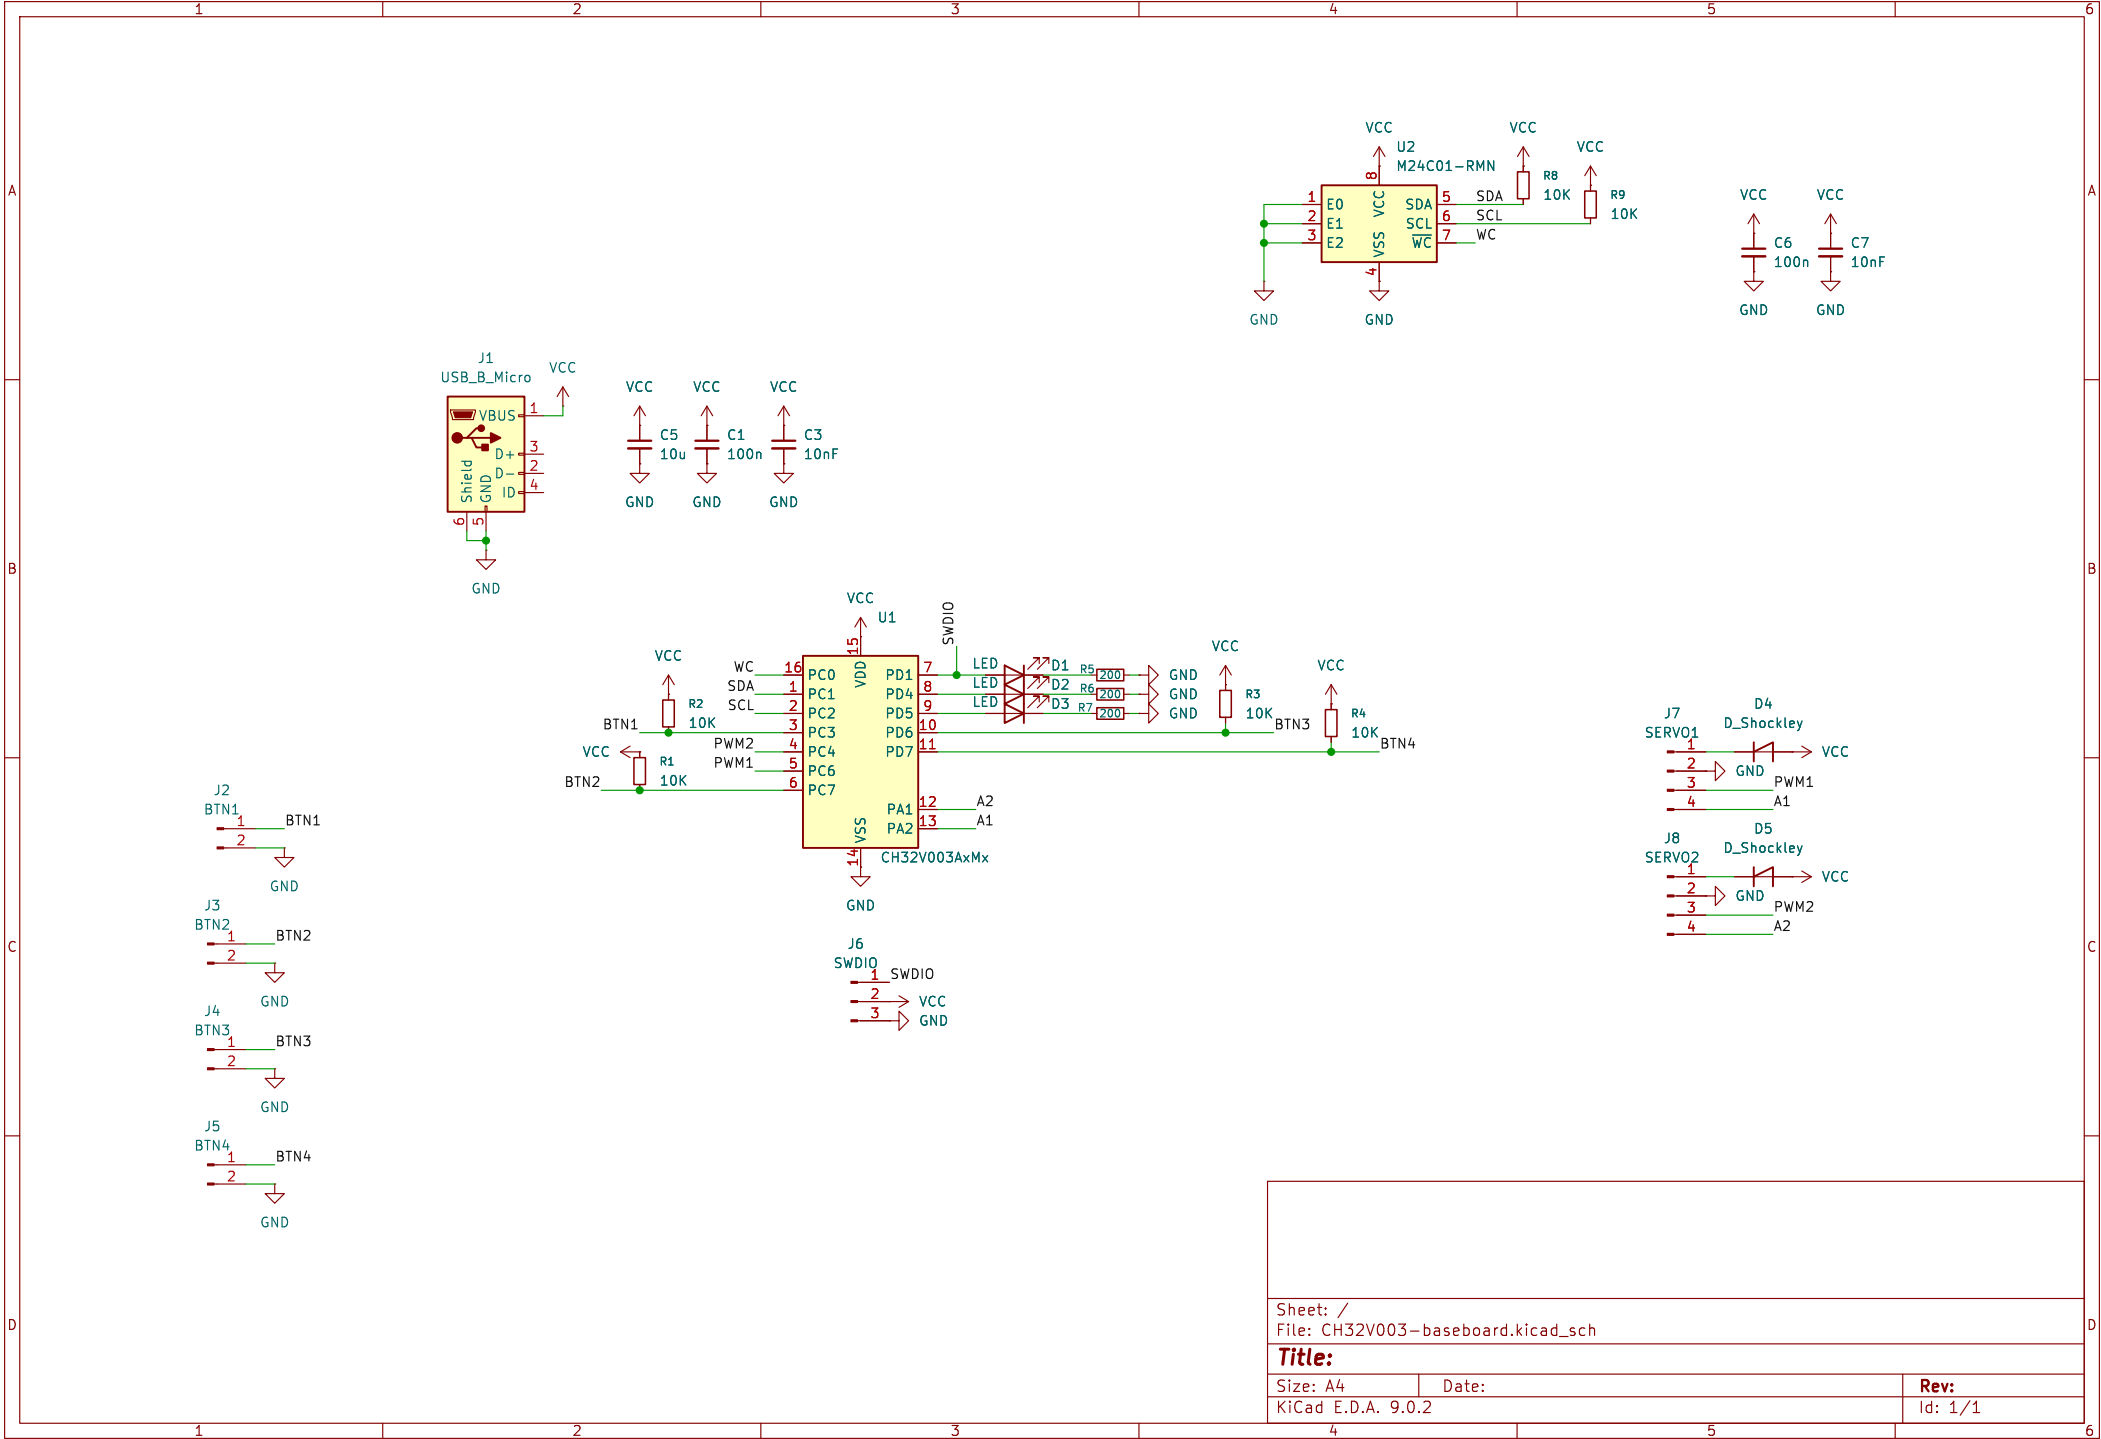 1 2 3 4 5 6
A
B
C
D
VCC
U2
M24C01-RMN
8 VCC
1 E0
2 E1
3 E2
SDA 5 SDA
SCL 6 SCL
WC 7 WC
VSS 4
GND
GND
VCC
R8
10K
VCC
R9
10K
VCC
C6
100n
GND
VCC
C7
10nF
GND
J1
USB_B_Micro
VCC
VBUS 1
D+ 3
D- 2
ID 4
Shield 6
GND 5
GND
VCC
C5
10u
GND
VCC
C1
100n
GND
VCC
C3
10nF
GND
VCC
U1
15 VDD
WC 16 PC0
SDA 1 PC1
SCL 2 PC2
BTN1 3 PC3
PWM2 4 PC4
PWM1 5 PC6
BTN2 6 PC7
VCC
R2
10K
VCC
R1
10K
SWDIO
PD1 7 LED D1 R5 200 GND
PD4 8 LED D2 R6 200 GND
PD5 9 LED D3 R7 200 GND
PD6 10 BTN3
PD7 11 BTN4
PA1 12 A2
PA2 13 A1
VSS 14
CH32V003AxMx
GND
VCC
R3
10K
VCC
R4
10K
J7
SERVO1
D4
D_Shockley
1 VCC
2 GND
3 PWM1
4 A1
J8
SERVO2
D5
D_Shockley
1 VCC
2 GND
3 PWM2
4 A2
J2
BTN1
1 BTN1
2
GND
J3
BTN2
1 BTN2
2
GND
J4
BTN3
1 BTN3
2
GND
J5
BTN4
1 BTN4
2
GND
J6
SWDIO
1 SWDIO
2 VCC
3 GND
Sheet: /
File: CH32V003-baseboard.kicad_sch
Title:
Size: A4 Date: Rev:
KiCad E.D.A. 9.0.2 Id: 1/1
A
B
C
D
1 2 3 4 5 6